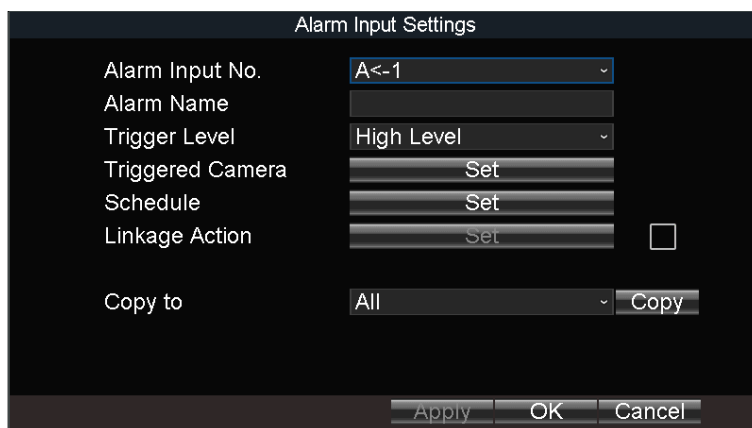 Alarm Input Settings
Alarm Input No. A<-1
Alarm Name
Trigger Level High Level
Triggered Camera Set
Schedule Set
Linkage Action Set
Copy to All Copy
Apply OK Cancel